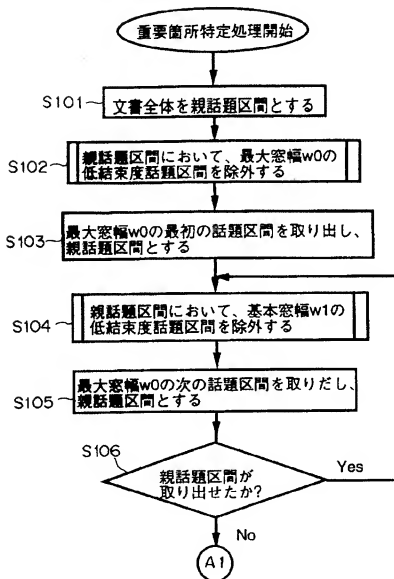 重要箇所特定処理開始
S101
文書全体を親話題区間とする
S102
親話題区間において、最大窓幅w0の
低結束度話題区間を除外する
S103
最大窓幅w0の最初の話題区間を取り出し、
親話題区間とする
S104
親話題区間において、基本窓幅w1の
低結束度話題区間を除外する
S105
最大窓幅w0の次の話題区間を取りだし、
親話題区間とする
S106
親話題区間が
取り出せたか?
Yes
No
A1